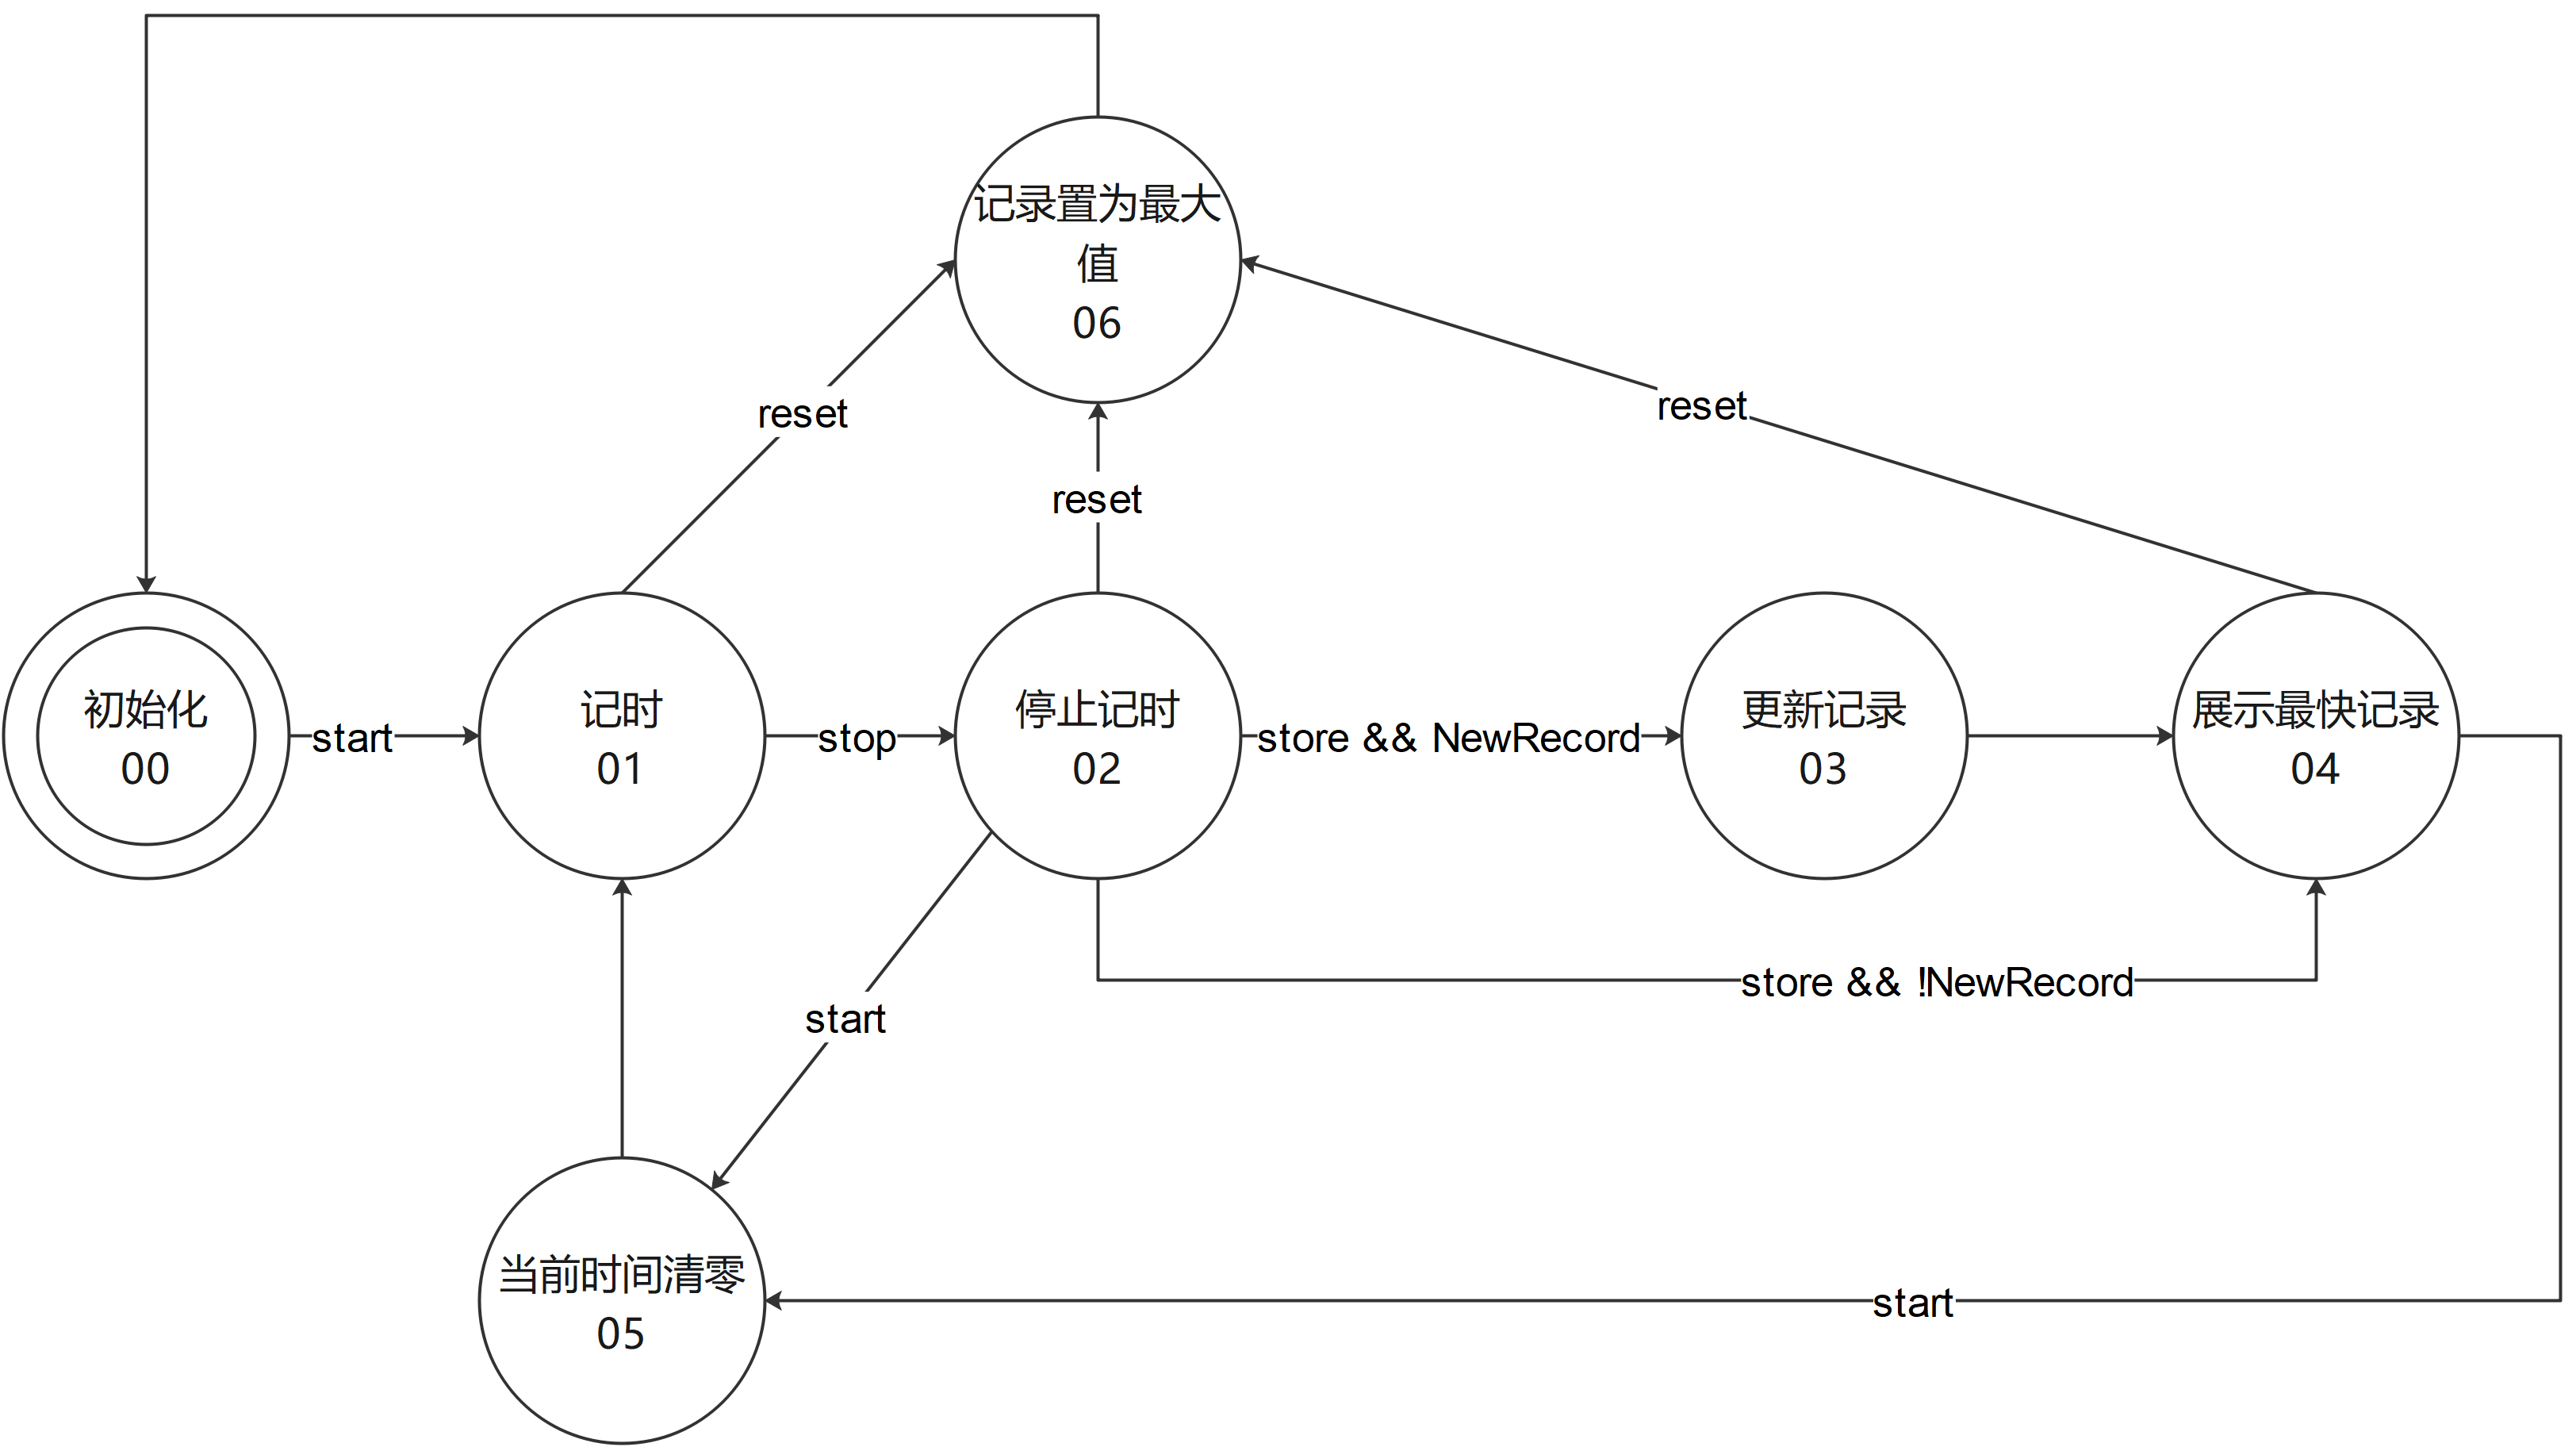 记录置为最大
值
06
reset
reset
reset
初始化
00
start
记时
01
stop
停止记时
02
store && NewRecord
更新记录
03
展示最快记录
04
store && !NewRecord
start
当前时间清零
05
start